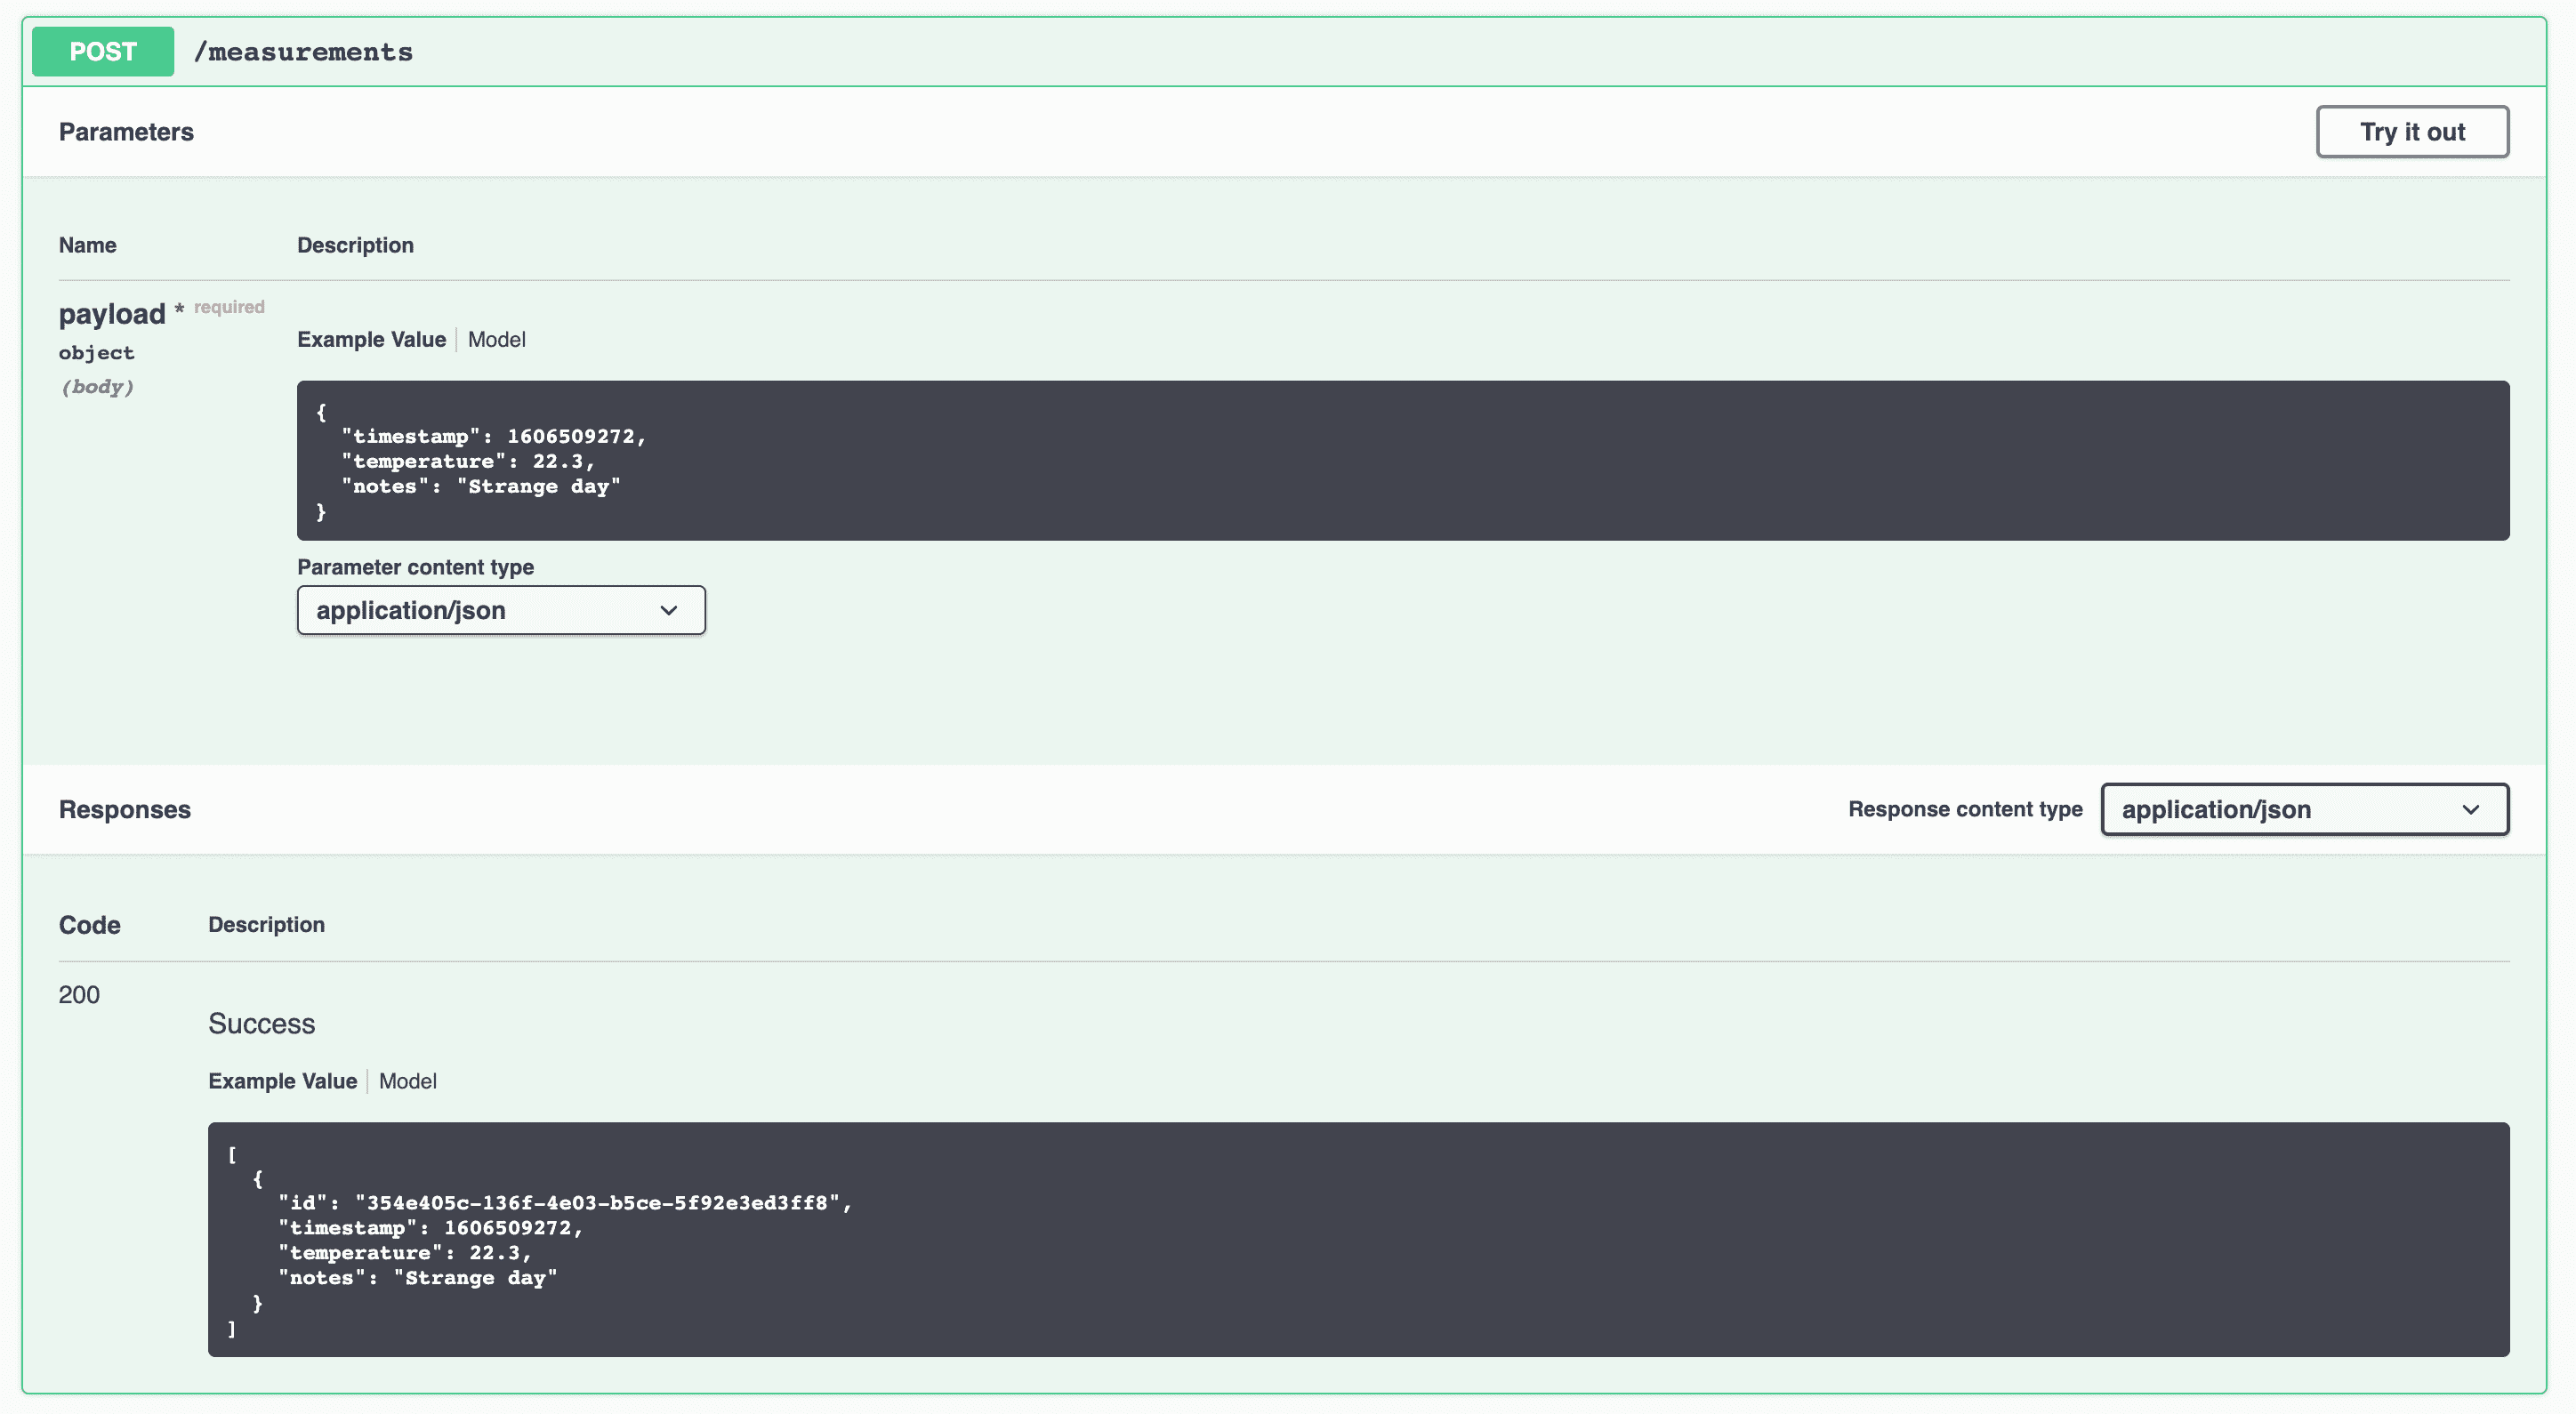 POST /measurements
Parameters
Try it out
Name Description
payload * required
object
(body)
Example Value Model
{
  "timestamp": 1606509272,
  "temperature": 22.3,
  "notes": "Strange day"
}
Parameter content type
application/json
Responses
Response content type application/json
Code Description
200
Success
Example Value Model
[
  {
    "id": "354e405c-136f-4e03-b5ce-5f92e3ed3ff8",
    "timestamp": 1606509272,
    "temperature": 22.3,
    "notes": "Strange day"
  }
]